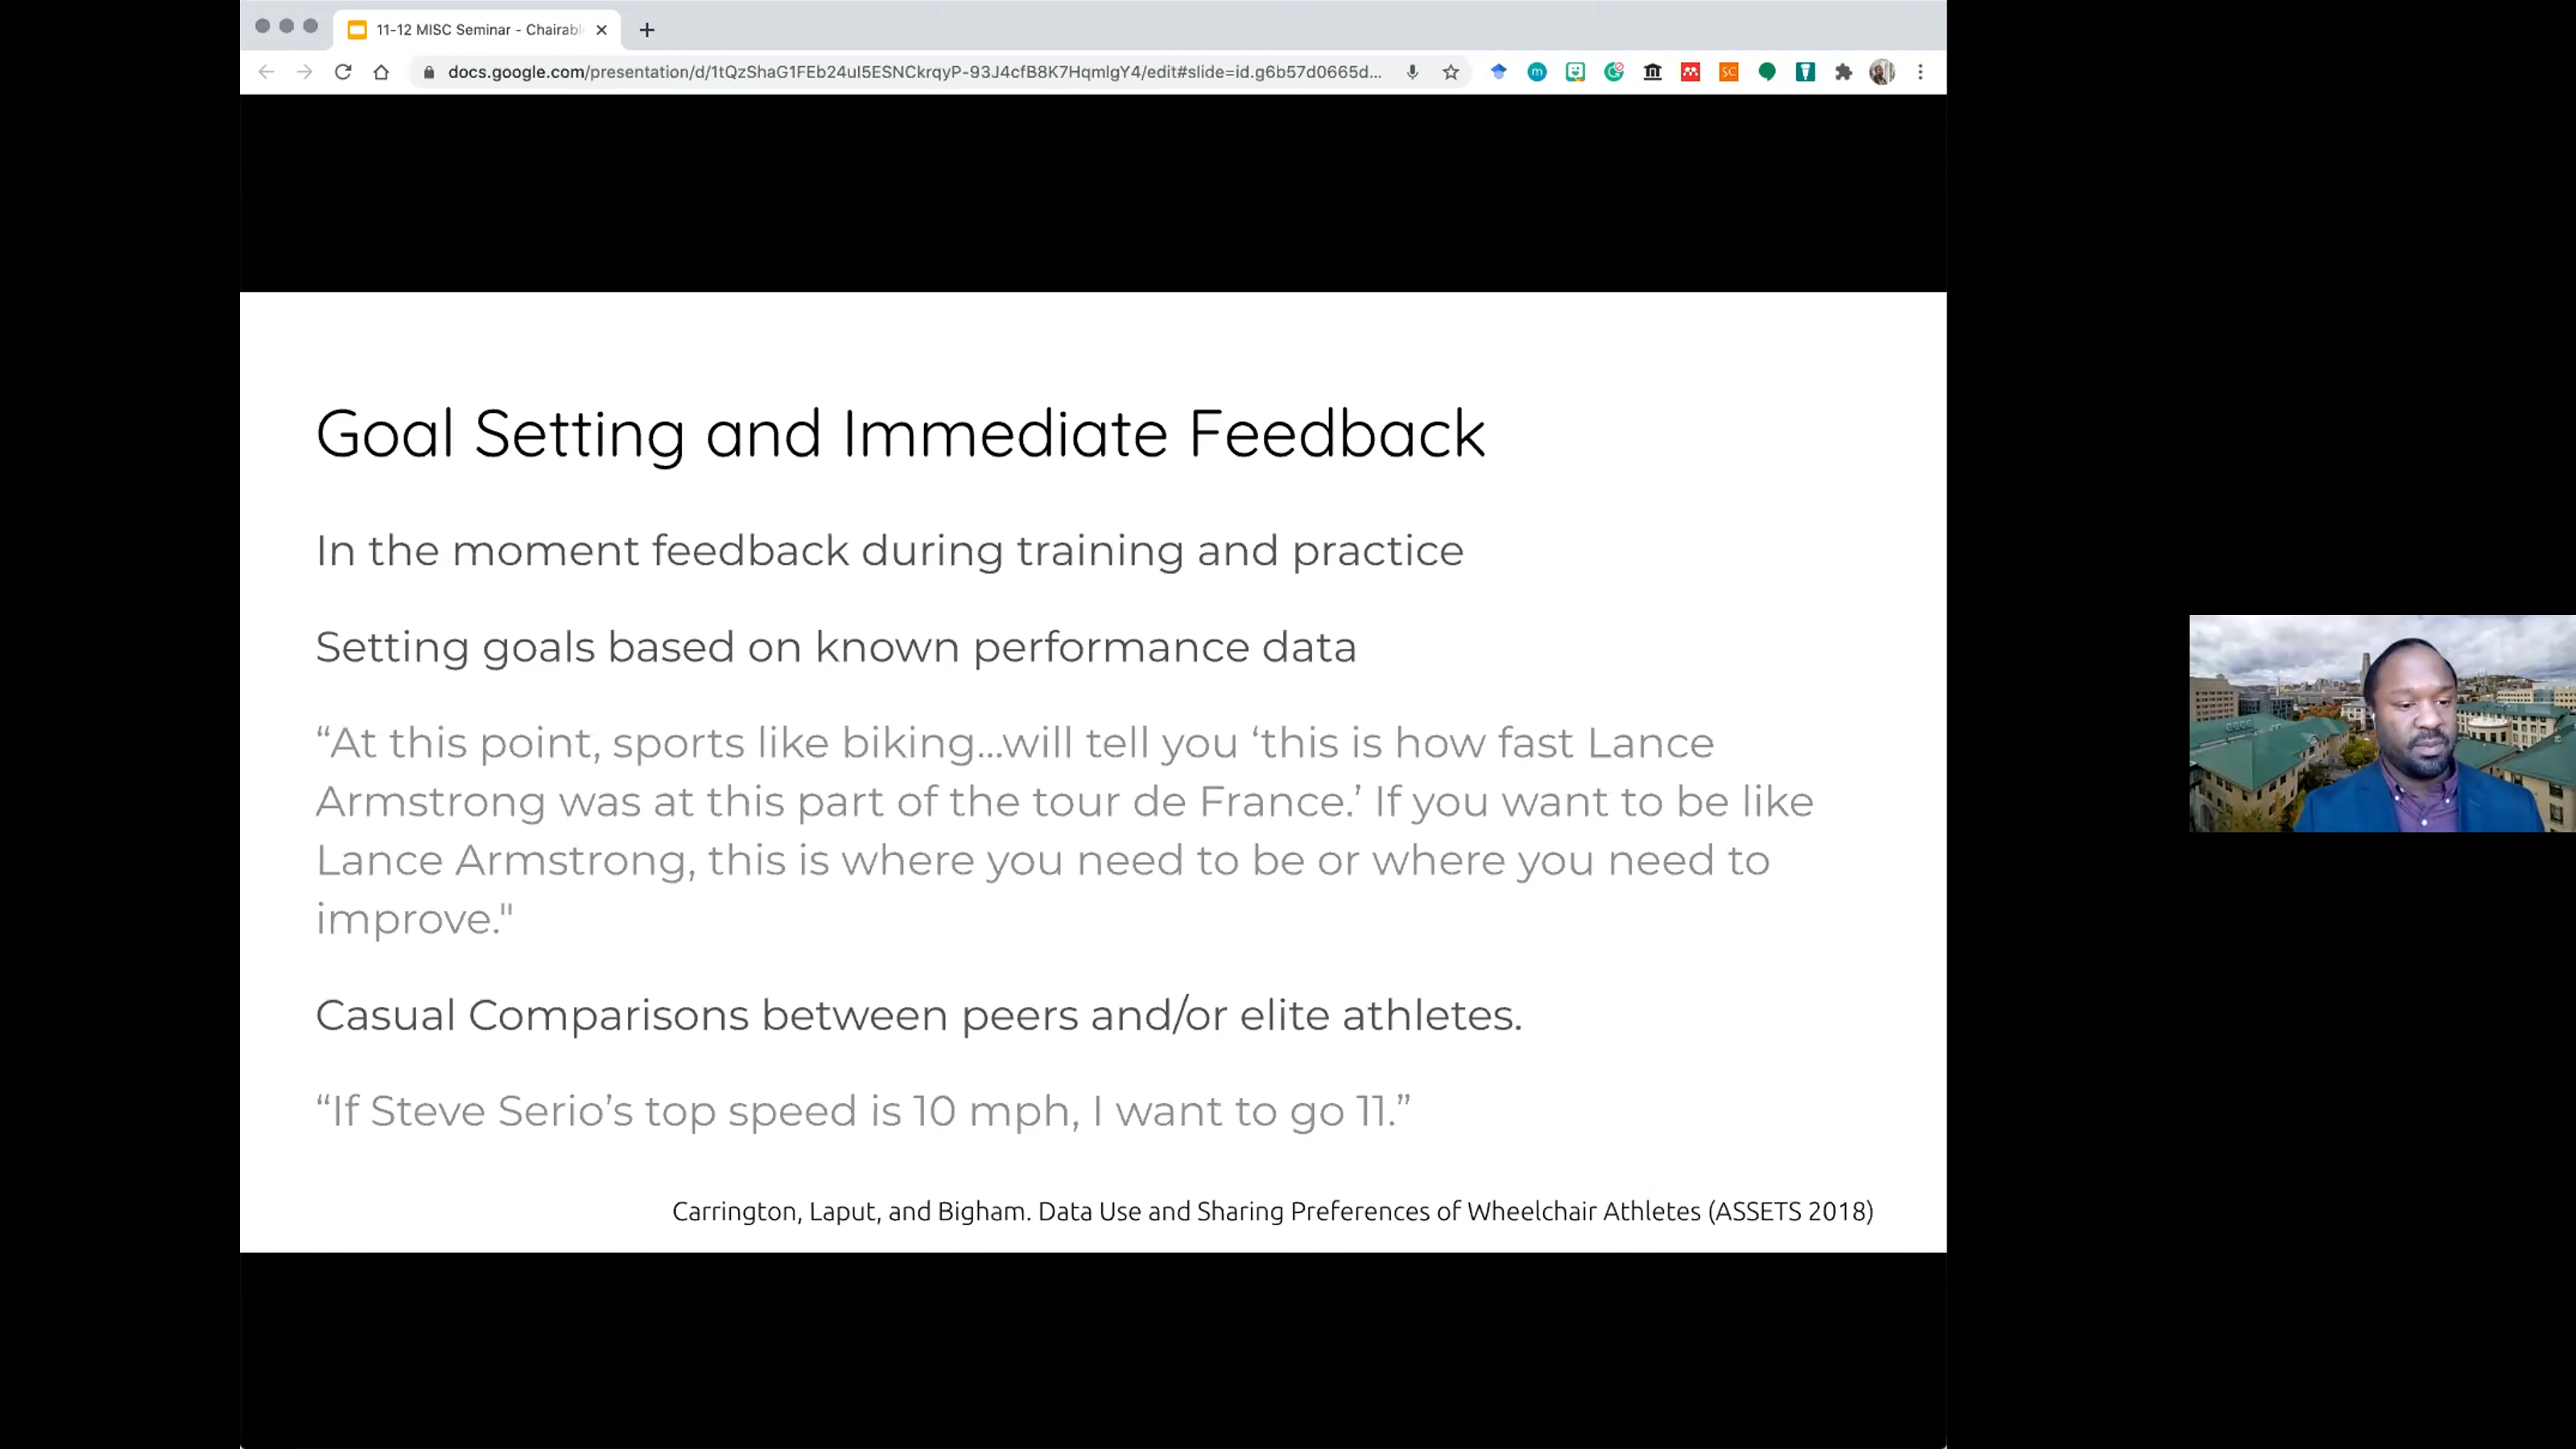 11-12 MISC Seminar - Chairabl
docs.google.com/presentation/d/1tQzShaG1FEb24ul5ESNCkrqyP-93J4cfB8K7HqmlgY4/edit#slide=id.g6b57d0665d...
m
SC
Goal Setting and Immediate Feedback
In the moment feedback during training and practice
Setting goals based on known performance data
“At this point, sports like biking...will tell you ‘this is how fast Lance
Armstrong was at this part of the tour de France.’ If you want to be like
Lance Armstrong, this is where you need to be or where you need to
improve."
Casual Comparisons between peers and/or elite athletes.
“If Steve Serio’s top speed is 10 mph, I want to go 11.”
Carrington, Laput, and Bigham. Data Use and Sharing Preferences of Wheelchair Athletes (ASSETS 2018)